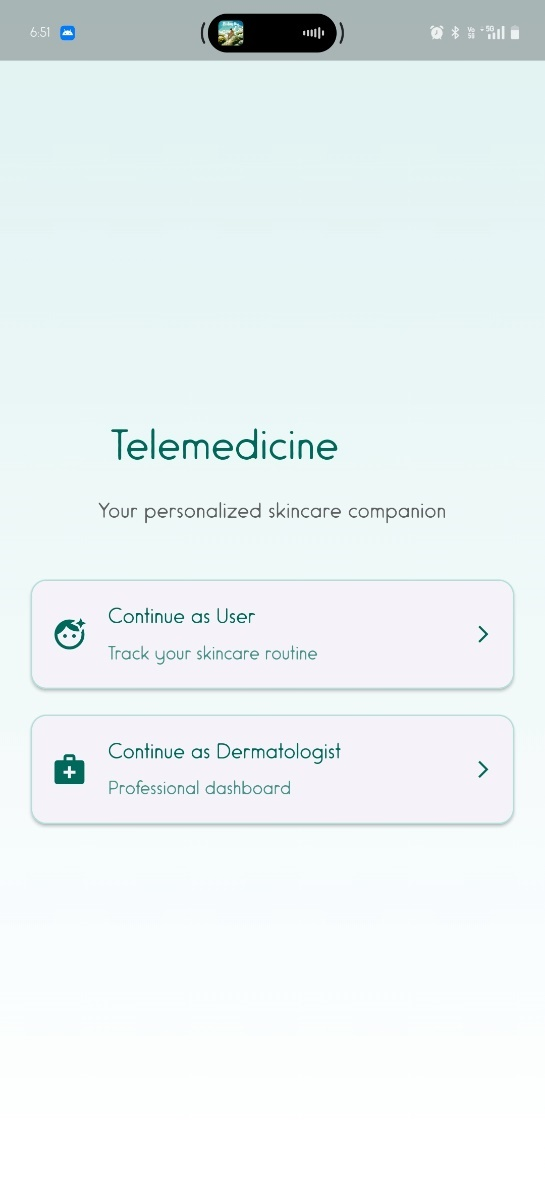 6:51
Telemedicine
Your personalized skincare companion
Continue as User
Track your skincare routine
Continue as Dermatologist
Professional dashboard